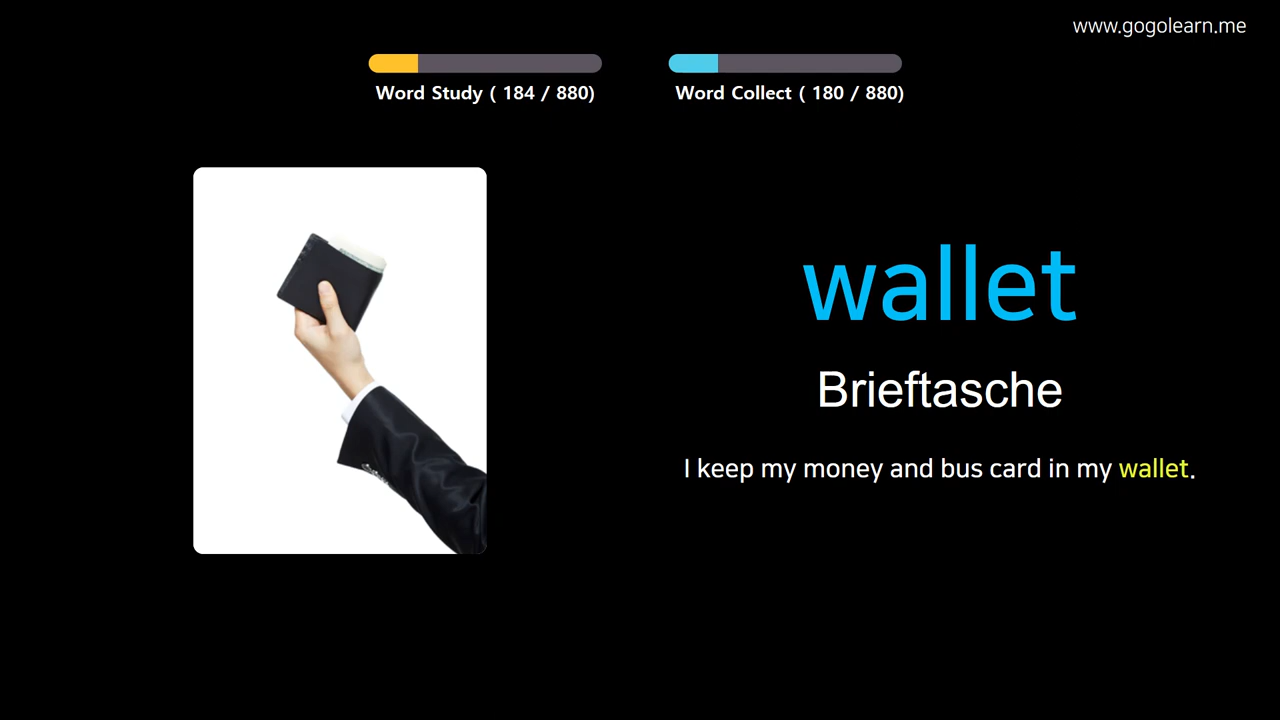 www.gogolearn.me
Word Study ( 184 / 880)
Word Collect ( 180 / 880)
wallet
Brieftasche
I keep my money and bus card in my wallet.